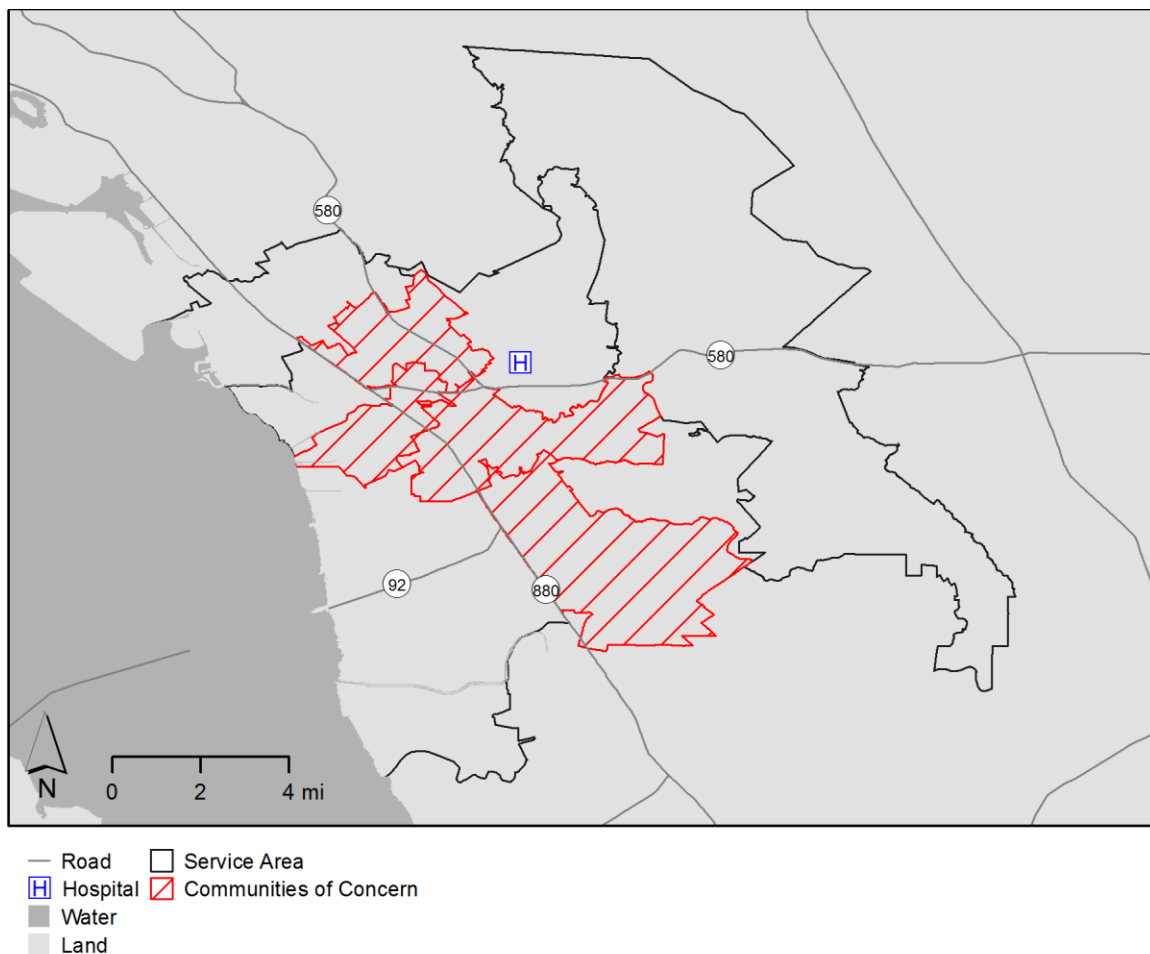 580
H
580
92
880
N
0 2 4 mi
Road Service Area
H Hospital Communities of Concern
Water
Land